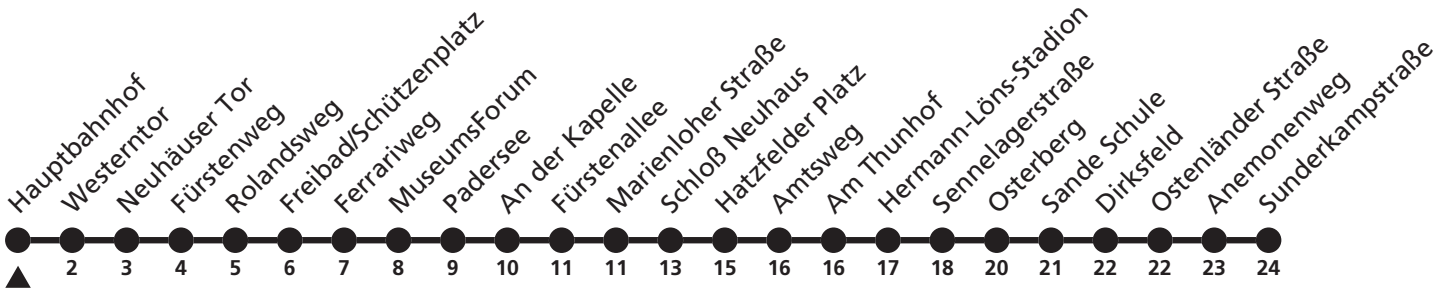 Hauptbahnhof
Westerntor
Neuhäuser Tor
Fürstenweg
Rolandsweg
Freibad/Schützenplatz
Ferrariweg
MuseumsForum
Padersee
An der Kapelle
Fürstenallee
Marienloher Straße
Schloß Neuhaus
Hatzfelder Platz
Amtsweg
Am Thunhof
Hermann-Löns-Stadion
Sennelagerstraße
Osterberg
Sande Schule
Dirksfeld
Ostenländer Straße
Anemonenweg
Sunderkampstraße
2 3 4 5 6 7 8 9 10 11 11 13 15 16 16 17 18 20 21 22 22 23 24